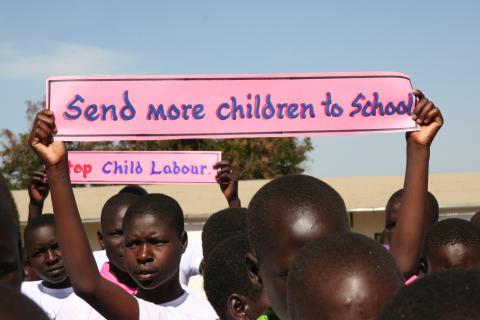 Send more children to School
top Child Labour.